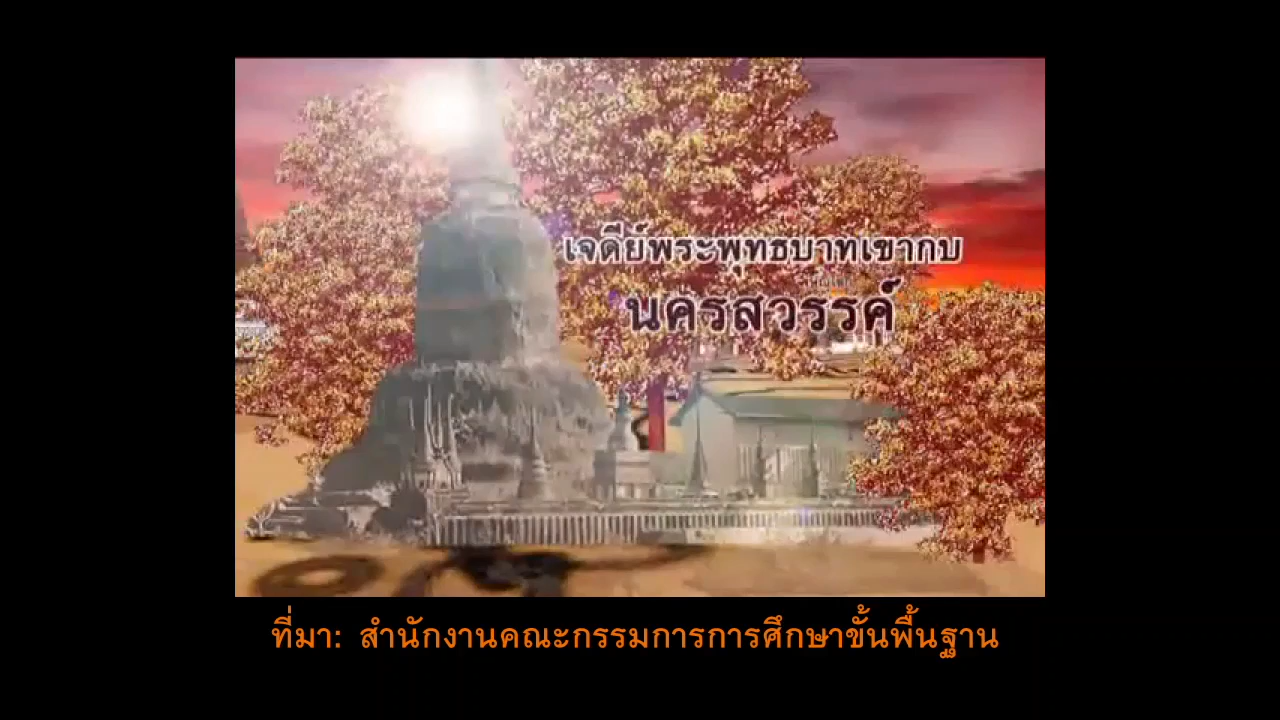 เจดีย์พระพุทธบาทเขากบ
นครสวรรค์
ที่มา: สำนักงานคณะกรรมการการศึกษาขั้นพื้นฐาน